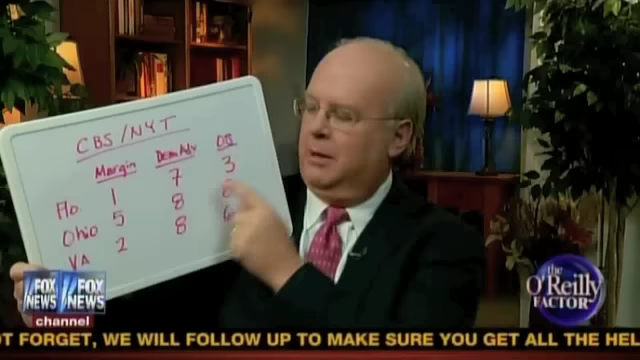 CBS/NYT
Margin Dem Adv 08
Flo. 1 7 3
Ohio 5 8
VA 2 8 6
FOX NEWS FOX NEWS
channel
the O'Reilly FACTOR
OT FORGET, WE WILL FOLLOW UP TO MAKE SURE YOU GET ALL THE HEL